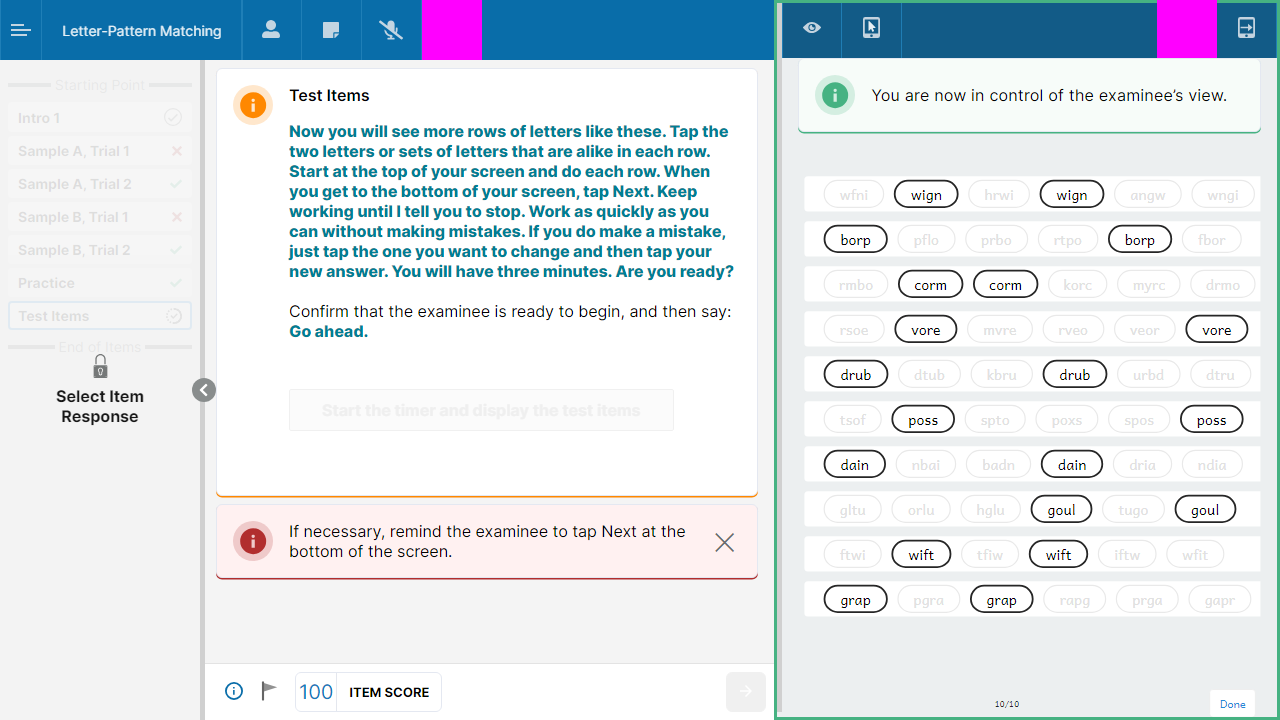 Letter-Pattern Matching
Starting Point
Intro 1
Sample A, Trial 1
Sample A, Trial 2
Sample B, Trial 1
Sample B, Trial 2
Practice
Test Items
End of Items
Select Item
Response
Test Items
Now you will see more rows of letters like these. Tap the
two letters or sets of letters that are alike in each row.
Start at the top of your screen and do each row. When
you get to the bottom of your screen, tap Next. Keep
working until I tell you to stop. Work as quickly as you
can without making mistakes. If you do make a mistake,
just tap the one you want to change and then tap your
new answer. You will have three minutes. Are you ready?
Confirm that the examinee is ready to begin, and then say:
Go ahead.
Start the timer and display the test items
If necessary, remind the examinee to tap Next at the
bottom of the screen.
100 ITEM SCORE
You are now in control of the examinee’s view.
wfni wign hrwi wign angw wngi
borp pflo prbo rtpo borp fbor
rmbo corm corm korc myrc drmo
rsoe vore mvre rveo veor vore
drub dtub kbru drub urbd dtru
tsof poss spto poxs spos poss
dain nbai badn dain dria ndia
gltu orlu hglu goul tugo goul
ftwi wift tfiw wift iftw wfit
grap pgra grap rapg prga gapr
10/10
Done